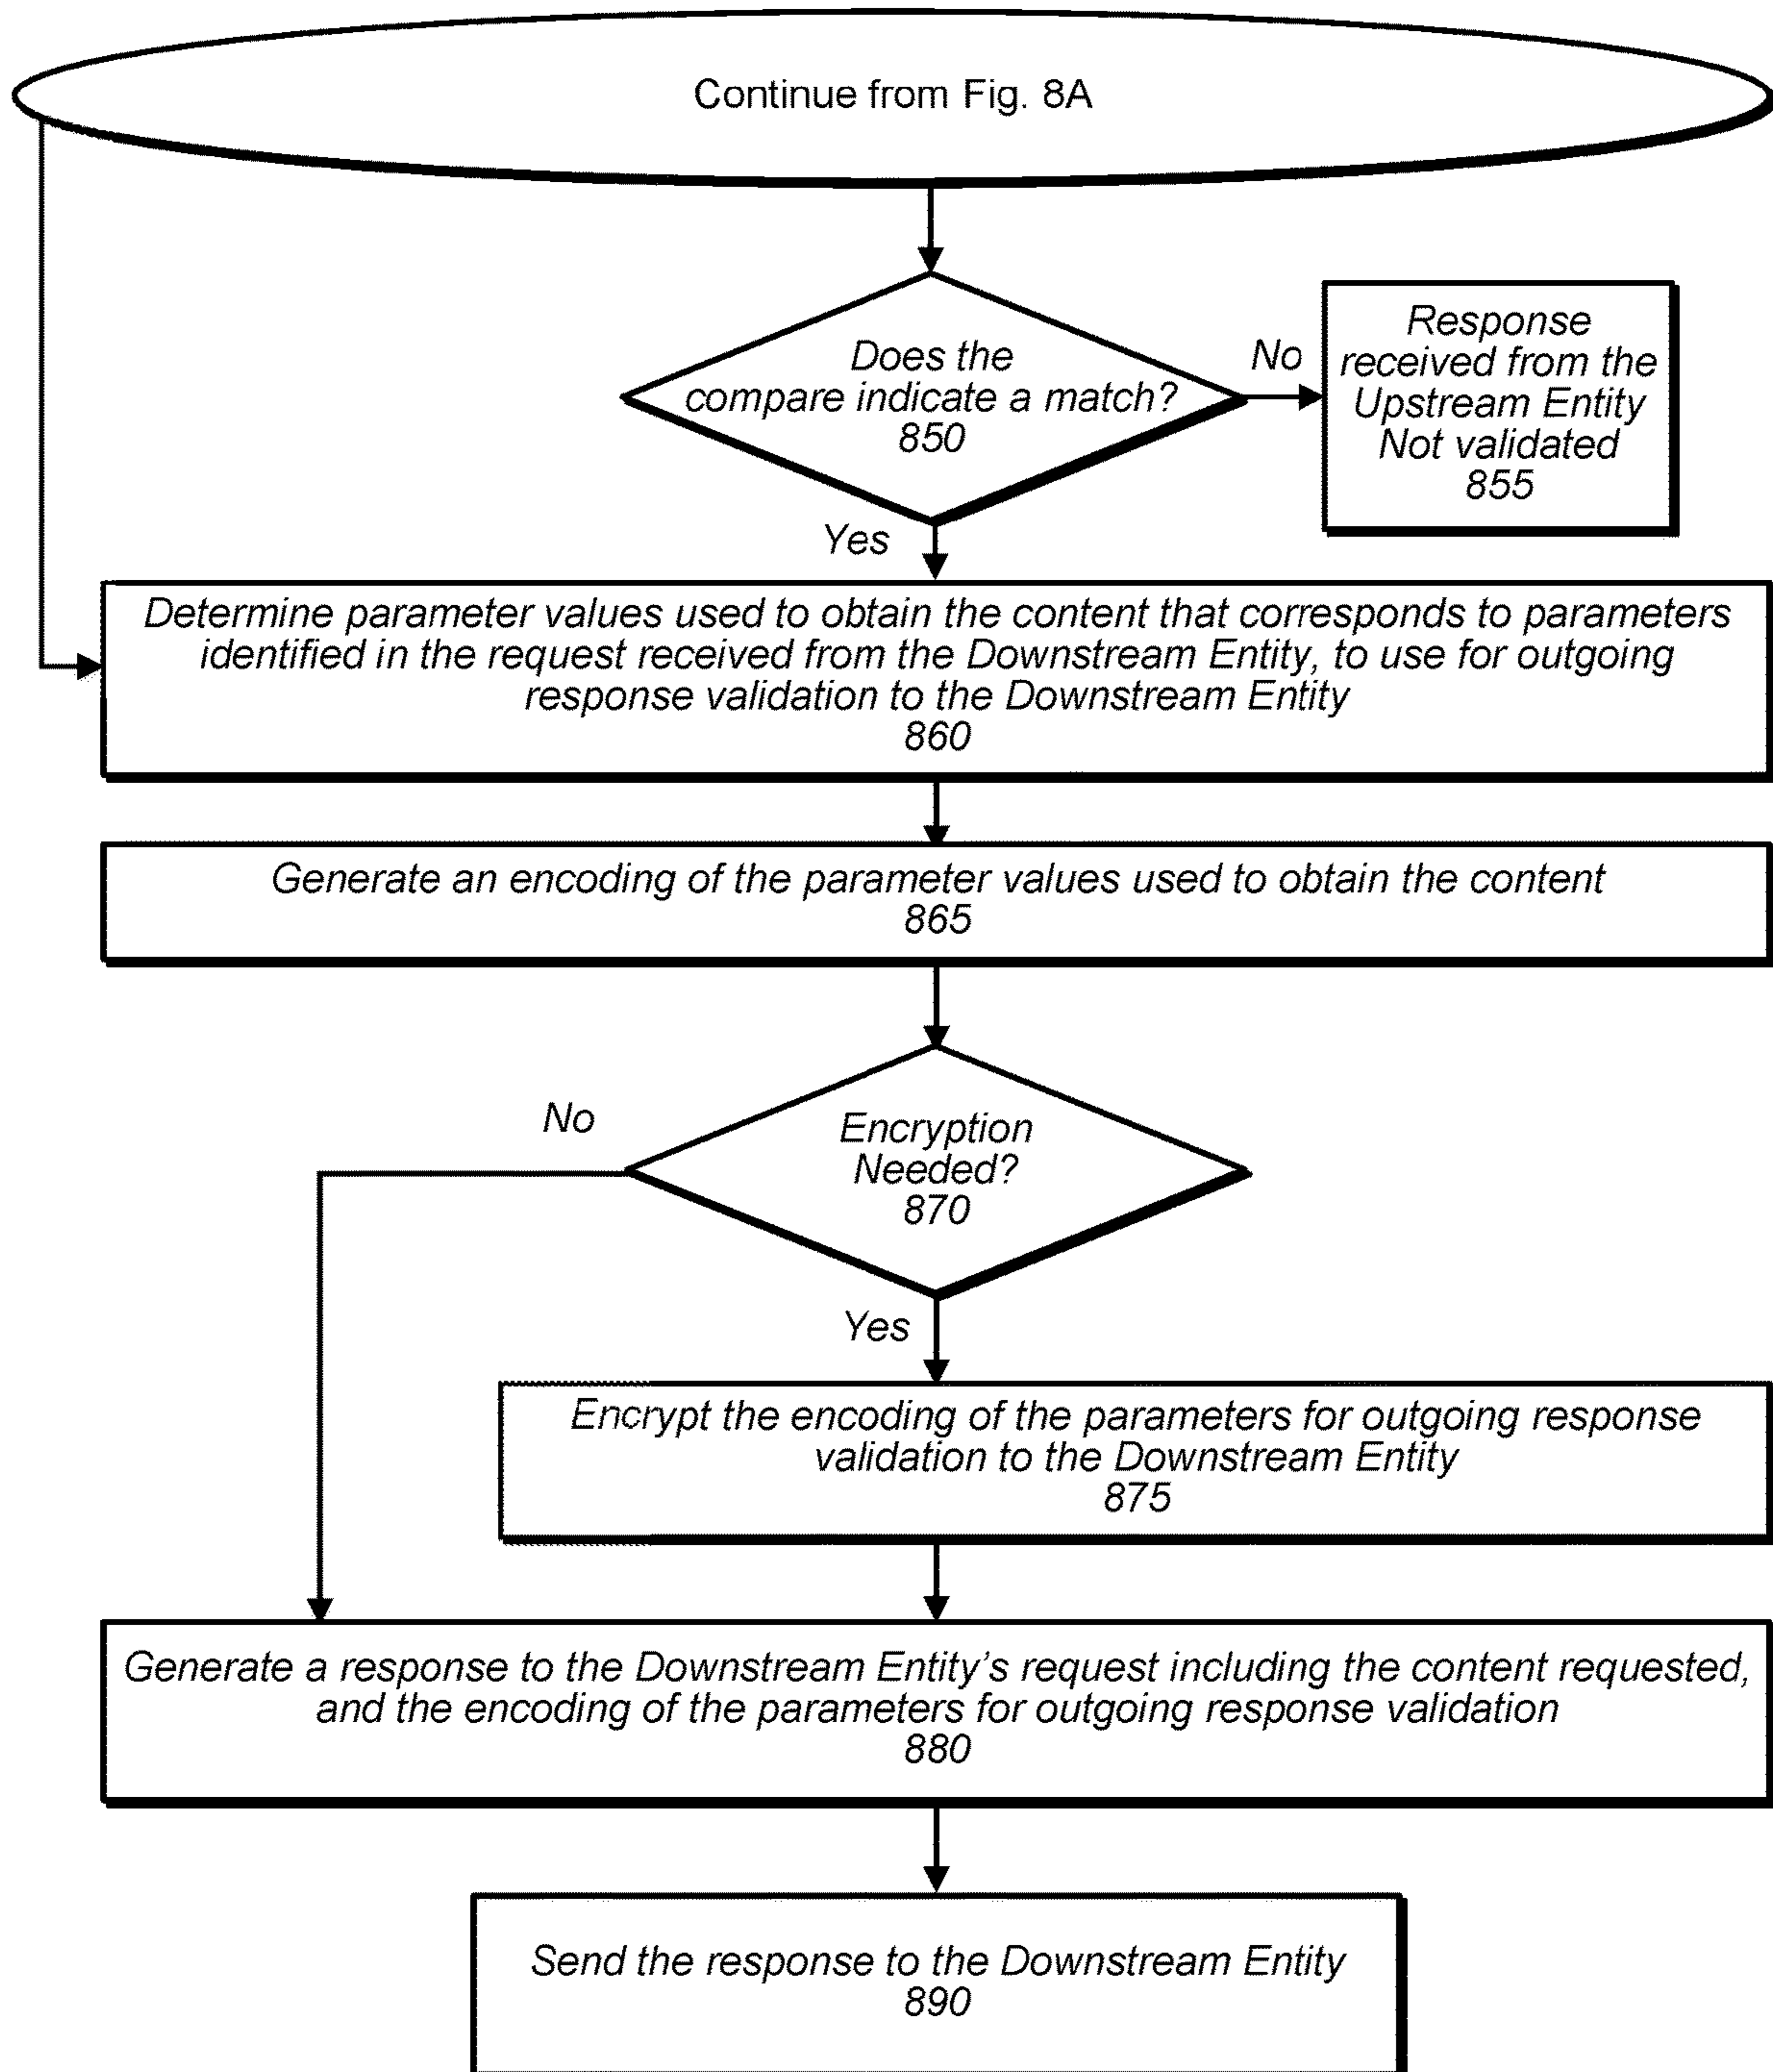 Continue from Fig. 8A
Does the
compare indicate a match?
850
No
Response
received from the
Upstream Entity
Not validated
855
Yes
Determine parameter values used to obtain the content that corresponds to parameters
identified in the request received from the Downstream Entity, to use for outgoing
response validation to the Downstream Entity
860
Generate an encoding of the parameter values used to obtain the content
865
No
Encryption
Needed?
870
Yes
Encrypt the encoding of the parameters for outgoing response
validation to the Downstream Entity
875
Generate a response to the Downstream Entity's request including the content requested,
and the encoding of the parameters for outgoing response validation
880
Send the response to the Downstream Entity
890